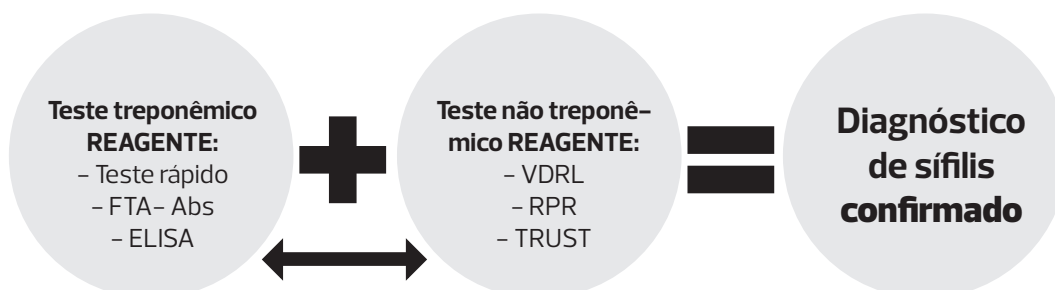 Teste treponêmico
REAGENTE:
- Teste rápido
- FTA- Abs
- ELISA
Teste não treponê-
mico REAGENTE:
- VDRL
- RPR
- TRUST
Diagnóstico
de sífilis
confirmado